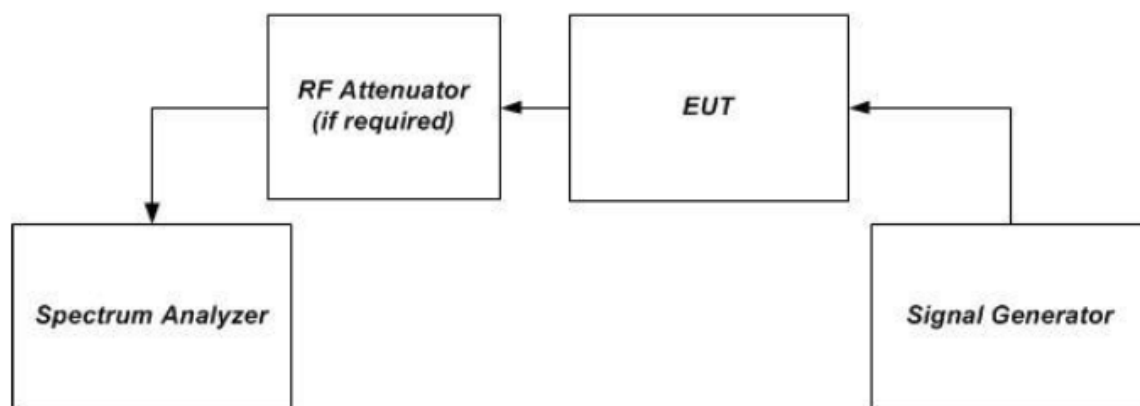 RF Attenuator
(if required)
EUT
Spectrum Analyzer
Signal Generator